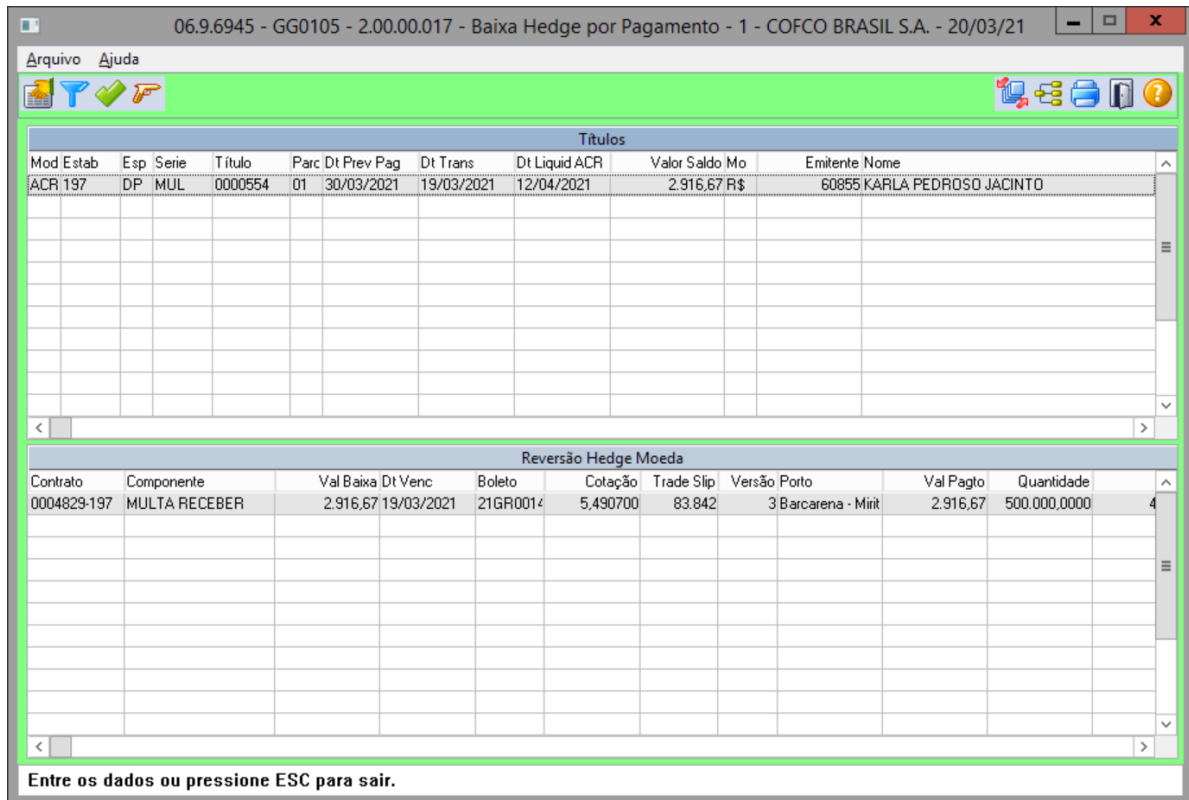 06.9.6945 - GG0105 - 2.00.00.017 - Baixa Hedge por Pagamento - 1 - COFCO BRASIL S.A. - 20/03/21
Arquivo Ajuda
Títulos
Mod Estab Esp Serie Título Parc Dt Prev Pag Dt Trans Dt Liquid ACR Valor Saldo Mo Emitente Nome
ACR 197 DP MUL 0000554 01 30/03/2021 19/03/2021 12/04/2021 2.916,67 R$ 60855 KARLA PEDROSO JACINTO
Reversão Hedge Moeda
Contrato Componente Val Baixa Dt Venc Boleto Cotação Trade Slip Versão Porto Val Pagto Quantidade
0004829-197 MULTA RECEBER 2.916,67 19/03/2021 21GR0014 5,490700 83.842 3 Barcarena - Mirit 2.916,67 500.000,0000 4
Entre os dados ou pressione ESC para sair.